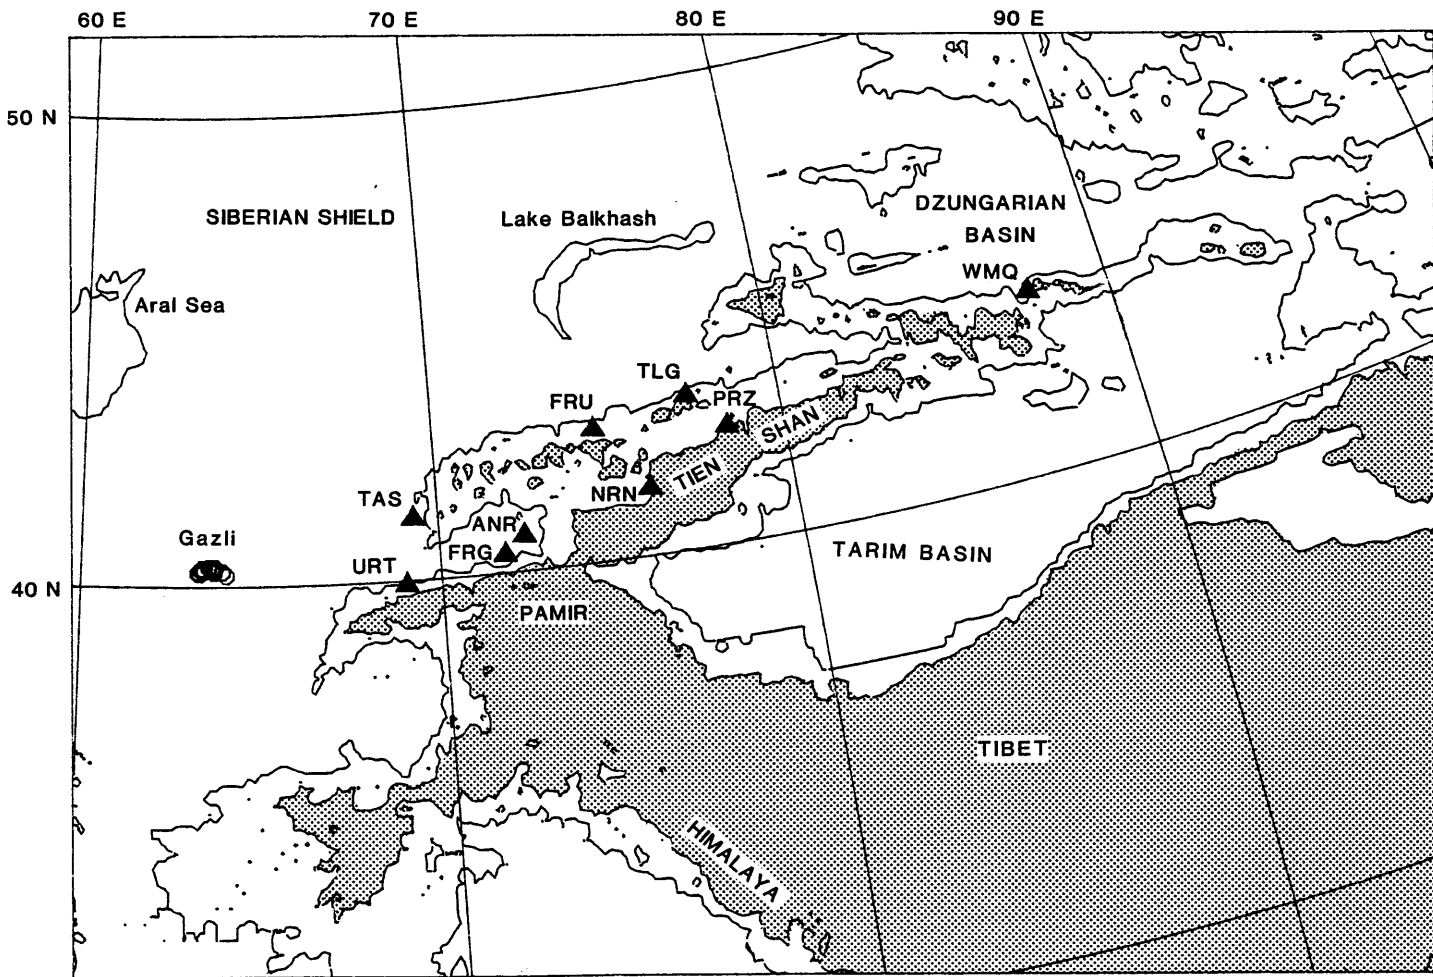 60 E
70 E
80 E
90 E
50 N
SIBERIAN SHIELD
Lake Balkhash
DZUNGARIAN
BASIN
WMQ
Aral Sea
TLG
PRZ
FRU
SHAN
TIEN
NRN
TAS
ANR
Gazli
FRG
URT
TARIM BASIN
40 N
PAMIR
TIBET
HIMALAYA